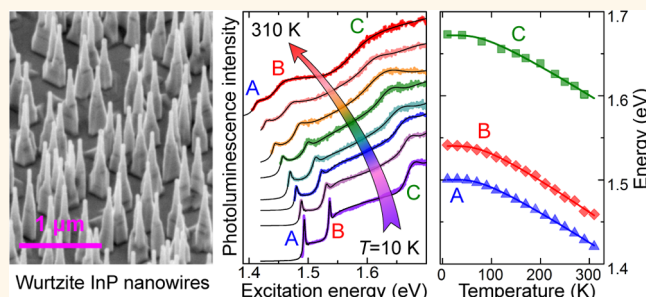 1 μm
Wurtzite InP nanowires
Photoluminescence intensity
310 K
A
B
C
A
B
C
T=10 K
1.4 1.5 1.6
Excitation energy (eV)
C
B
A
1.7
1.6
1.5
1.4
Energy (eV)
0 100 200 300
Temperature (K)